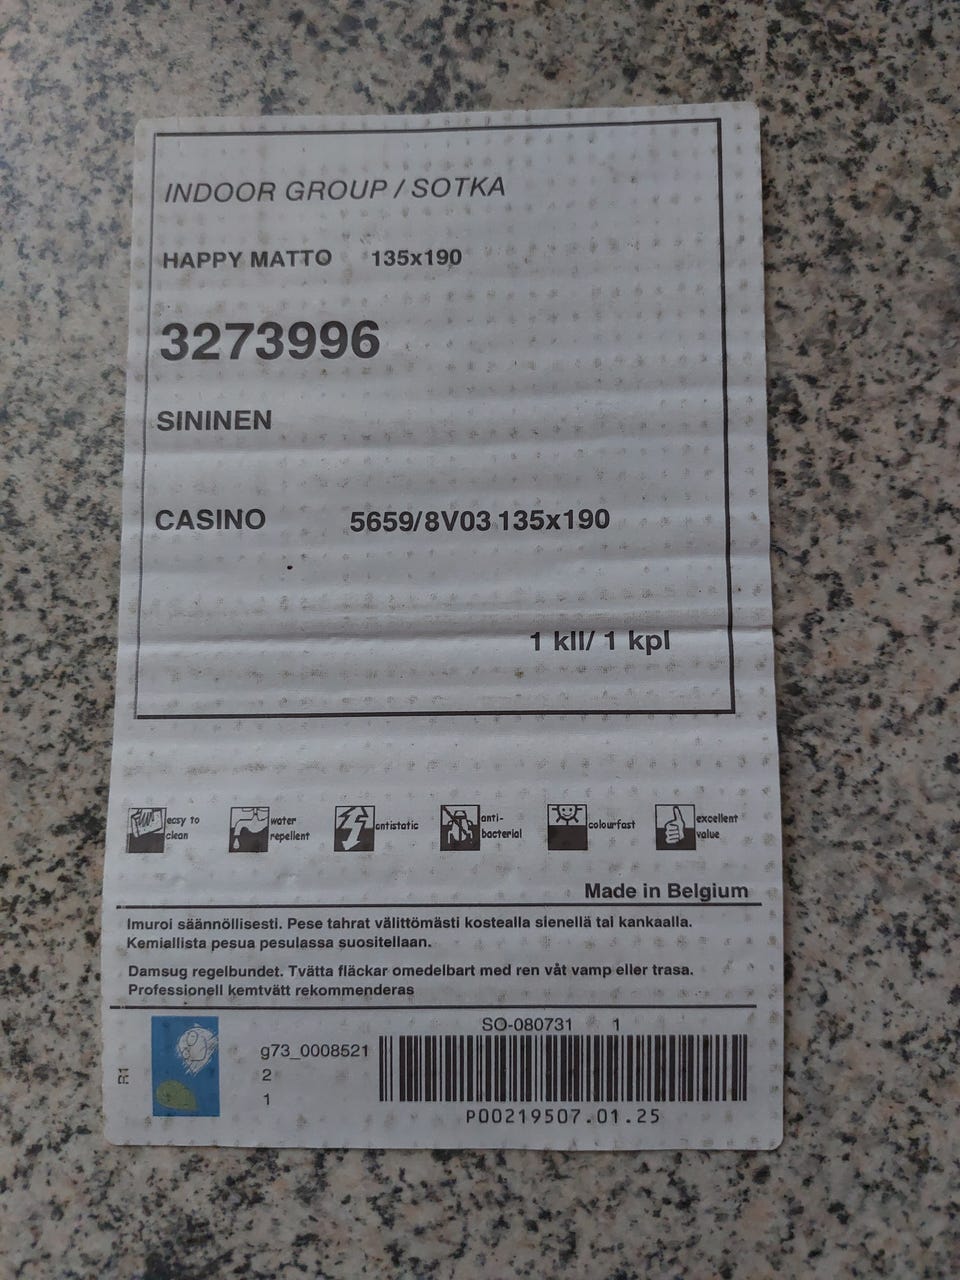 INDOOR GROUP / SOTKA
HAPPY MATTO 135x190
3273996
SININEN
CASINO 5659/8V03 135x190
1 kll/ 1 kpl
easy to clean
water repellent
antistatic
anti-bacterial
colourfast
excellent value
Made in Belgium
Imuroi säännöllisesti. Pese tahrat välittömästi kostealla sienellä tai kankaalla.
Kemiallista pesua pesulassa suositellaan.
Damsug regelbundet. Tvätta fläckar omedelbart med ren våt vamp eller trasa.
Professionell kemtvätt rekommenderas
SO-080731 1
g73_0008521
2
1
R1
P00219507.01.25